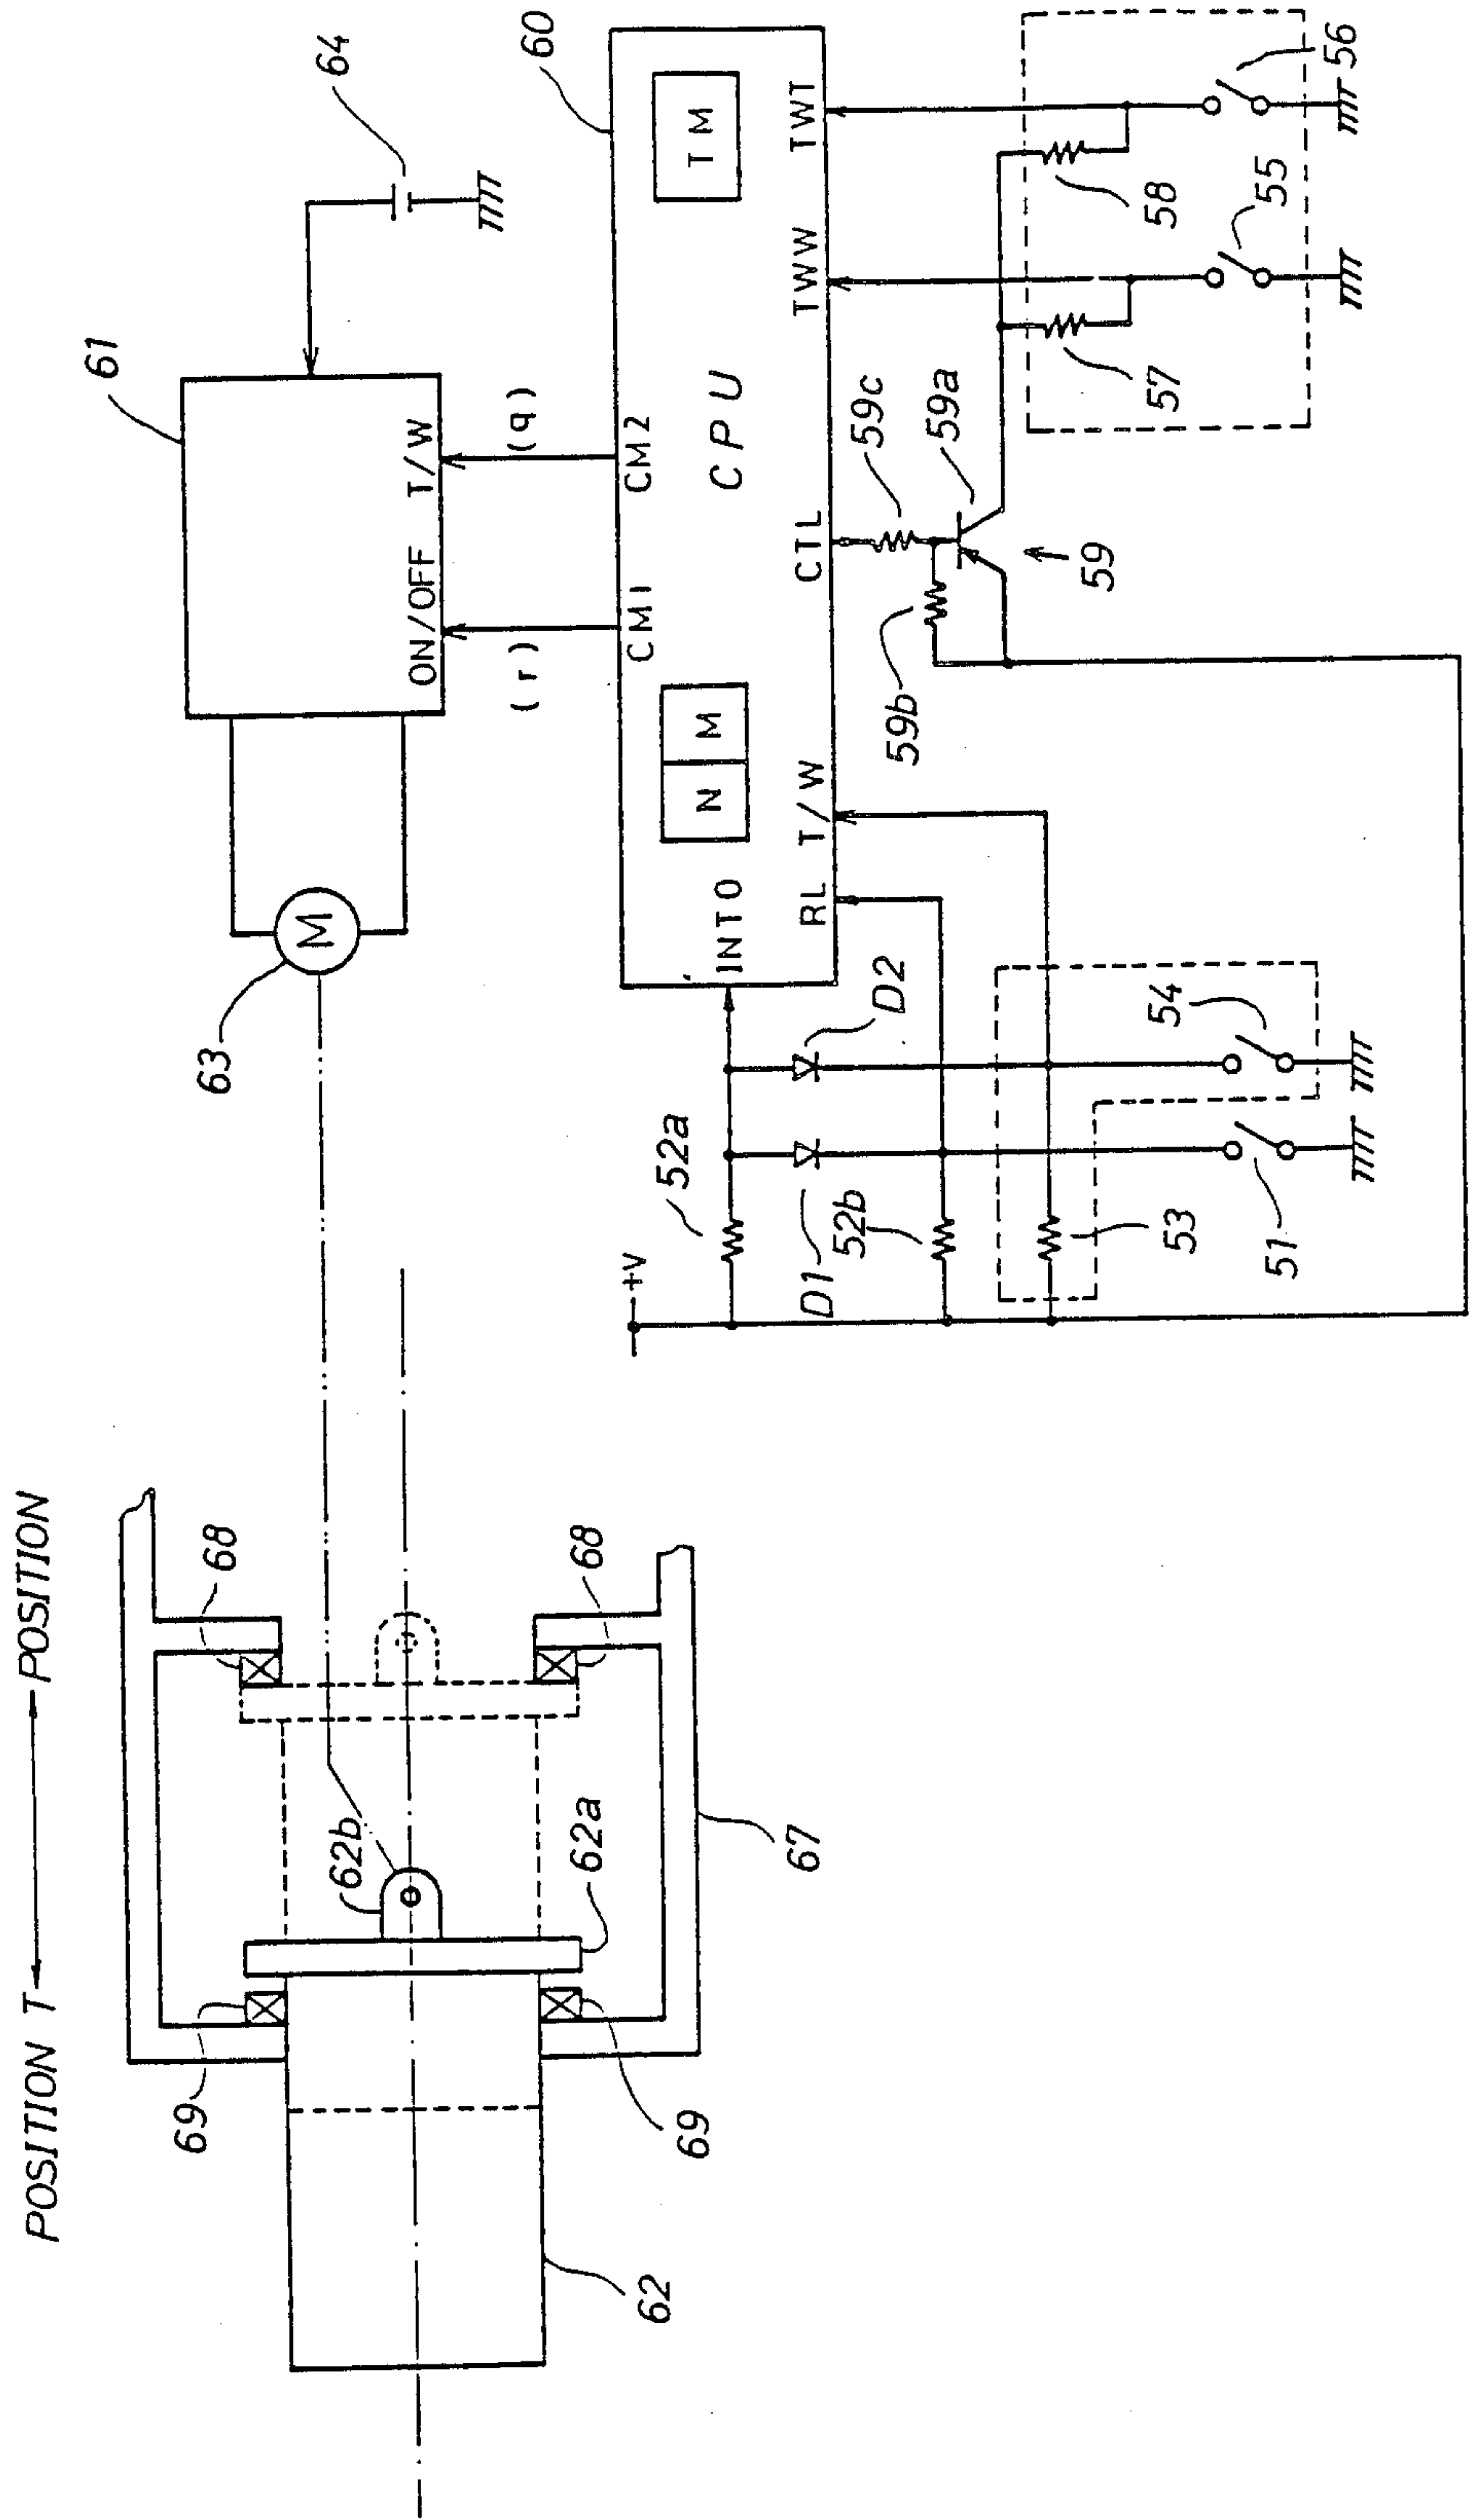 POSITION T
POSITION
69
69
68
68
62b
62a
62
67
63
M
61
ON/OFF
T/W
64
(r)
(q)
60
CM1
CM2
INT0
N
M
CPU
TM
RL
T/W
CTL
TWW
TWT
+V
52a
D1
D2
52b
53
51
54
59b
59c
59a
59
57
58
55
56